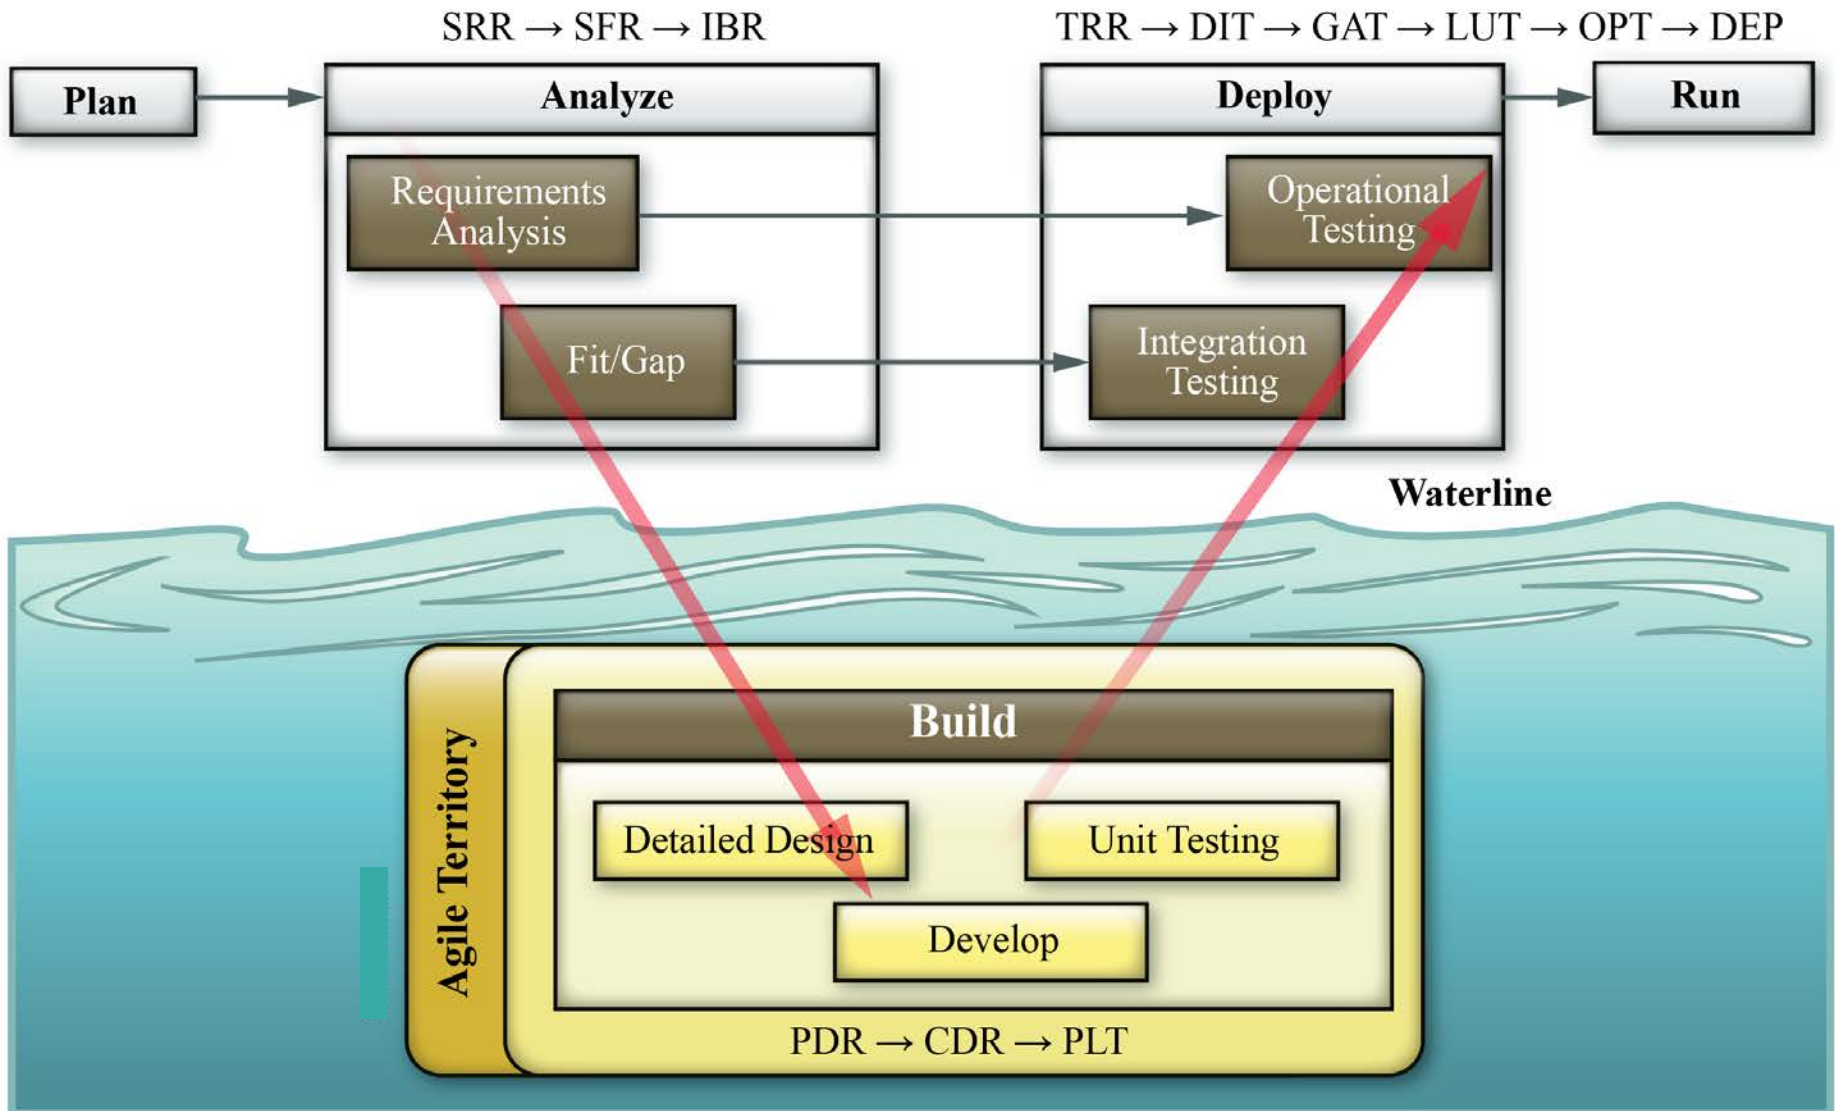 SRR → SFR → IBR
TRR → DIT → GAT → LUT → OPT → DEP
Plan
Analyze
Deploy
Run
Requirements
Analysis
Operational
Testing
Fit/Gap
Integration
Testing
Waterline
Agile Territory
Build
Detailed Design
Unit Testing
Develop
PDR → CDR → PLT